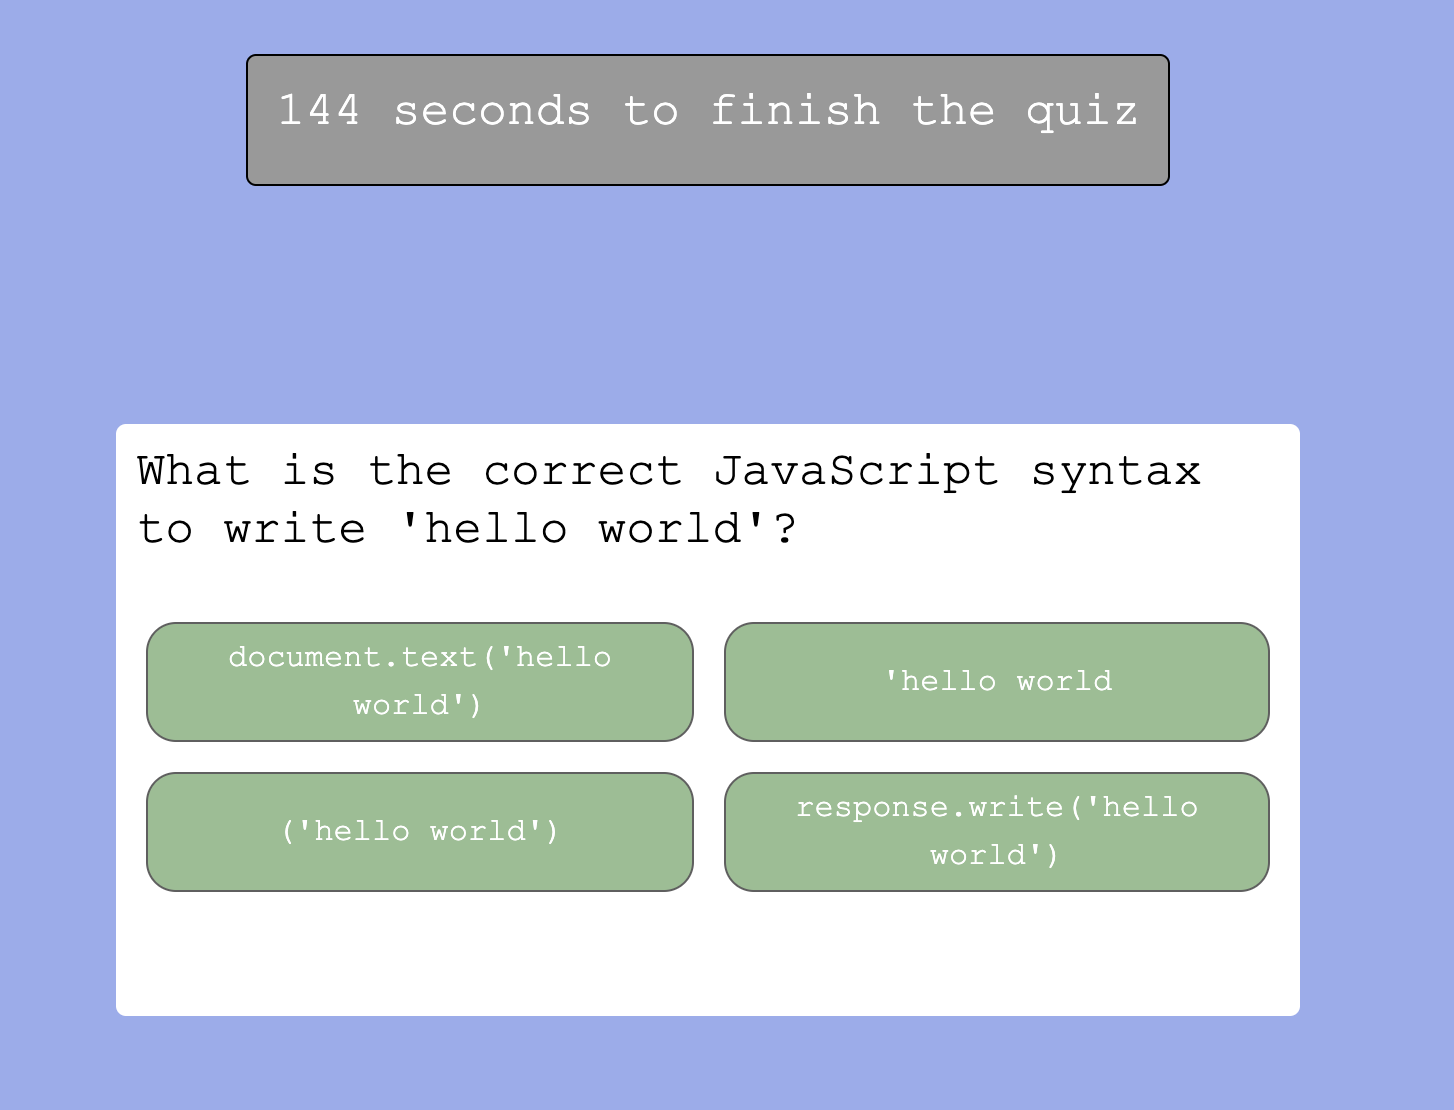 144 seconds to finish the quiz
What is the correct JavaScript syntax
to write 'hello world'?
document.text('hello
world')
'hello world
('hello world')
response.write('hello
world')